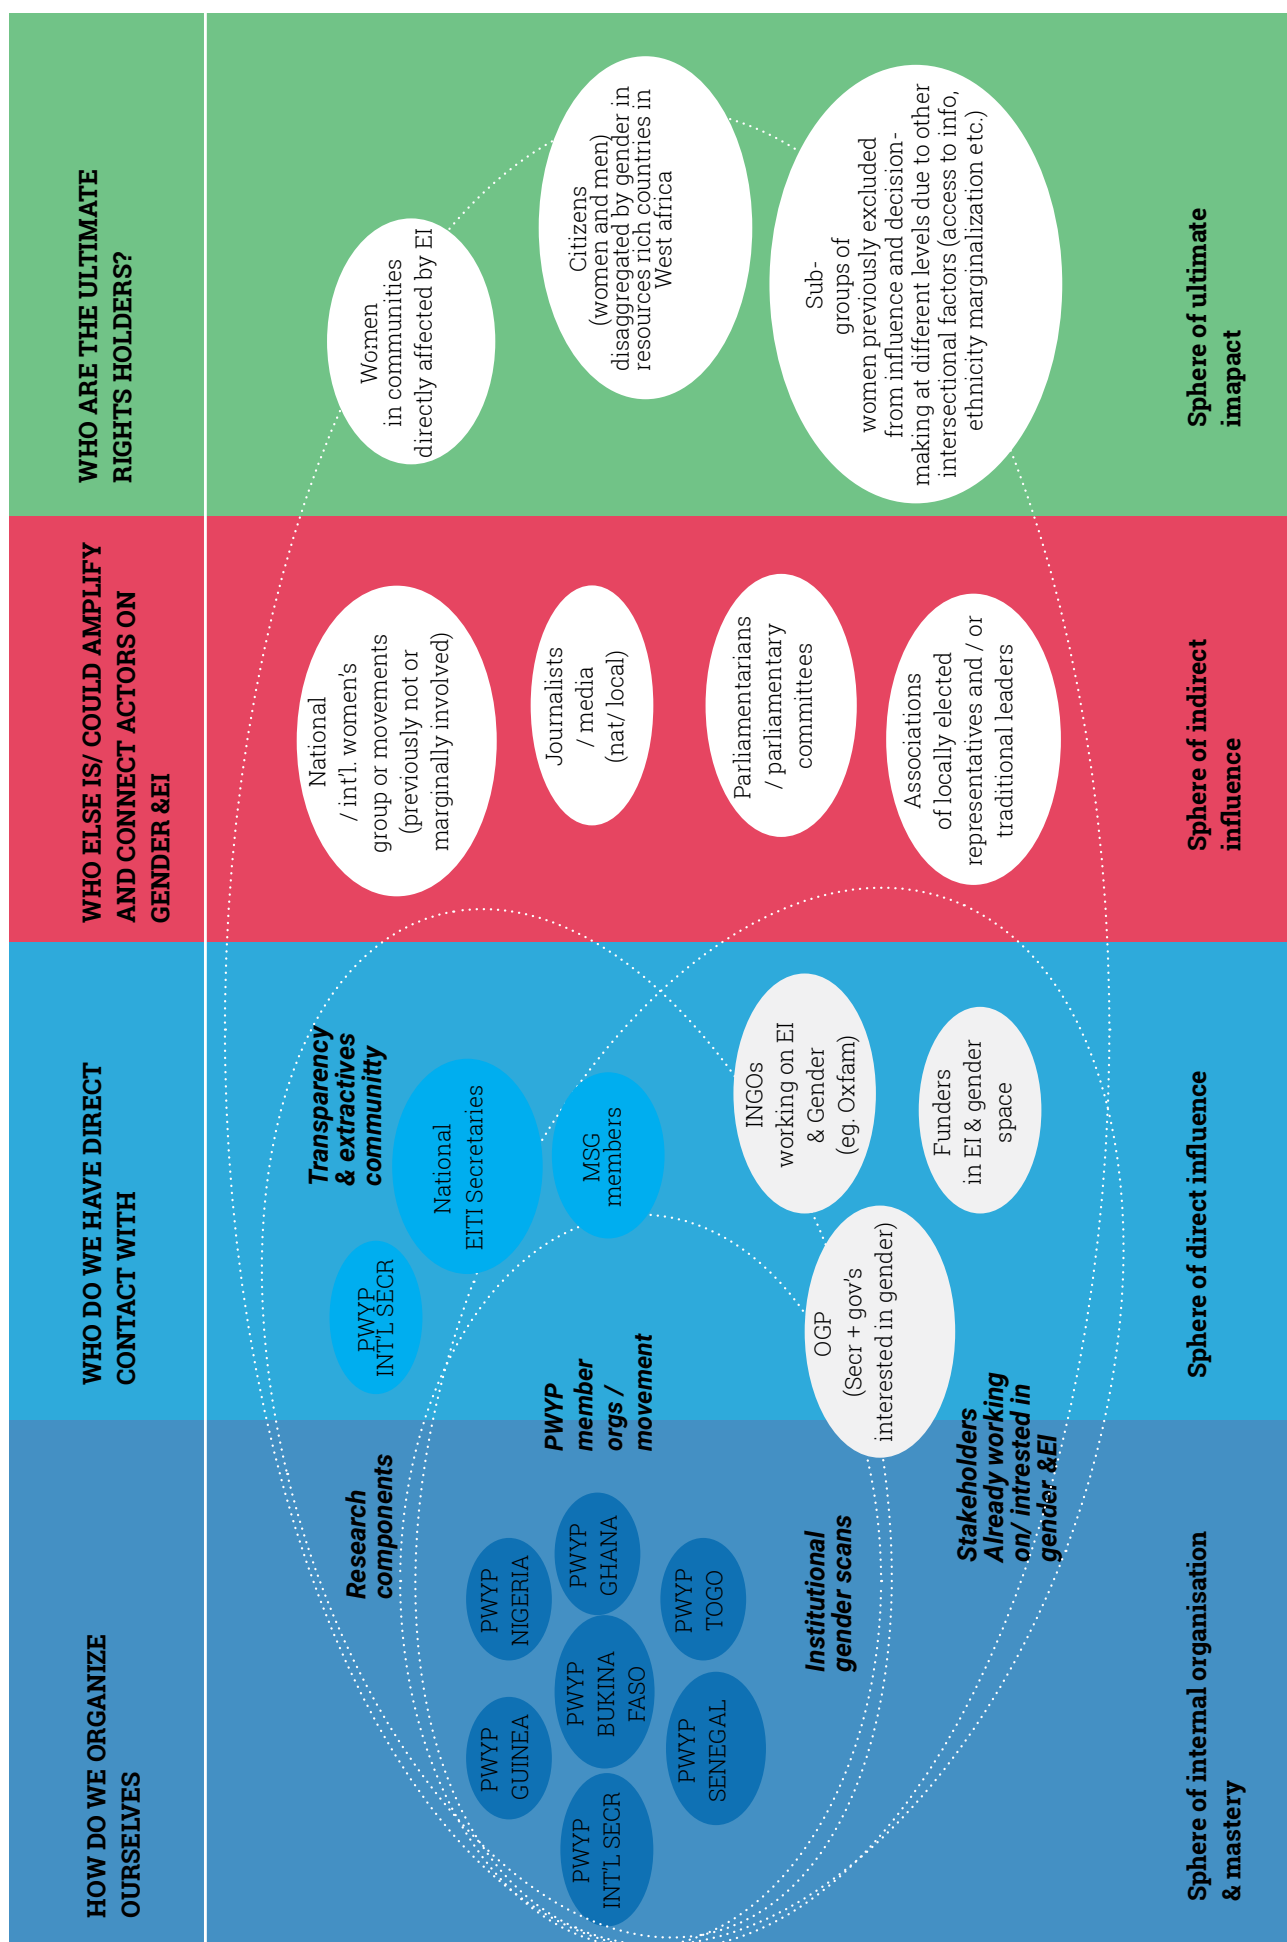 HOW DO WE ORGANIZE
OURSELVES
WHO DO WE HAVE DIRECT
CONTACT WITH
WHO ELSE IS/ COULD AMPLIFY
AND CONNECT ACTORS ON
GENDER &EI
WHO ARE THE ULTIMATE
RIGHTS HOLDERS?
Research
components
PWYP
GUINEA
PWYP
NIGERIA
PWYP
INT'L SECR
PWYP
BUKINA
FASO
PWYP
GHANA
PWYP
SENEGAL
PWYP
TOGO
PWYP
member
orgs /
movement
Institutional
gender scans
Stakeholders
Already working
on/ intrested in
gender &EI
Transparency
& extractives
communitty
PWYP
INT'L SECR
National
EITI Secretaries
MSG
members
OGP
(Secr + gov's
interested in gender)
INGOs
working on EI
& Gender
(eg. Oxfam)
Funders
in EI & gender
space
National
/ int'l. women's
group or movements
(previously not or
marginally involved)
Journalists
/ media
(nat/ local)
Parliamentarians
/ parliamentary
committees
Associations
of locally elected
representatives and / or
traditional leaders
Women
in communities
directly affected by EI
Citizens
(women and men)
disaggregated by gender in
resources rich countries in
West africa
Sub-
groups of
women previously excluded
from influence and decision-
making at different levels due to other
intersectional factors (access to info,
ethnicity marginalization etc.)
Sphere of internal organisation
& mastery
Sphere of direct influence
Sphere of indirect
influence
Sphere of ultimate
imapact